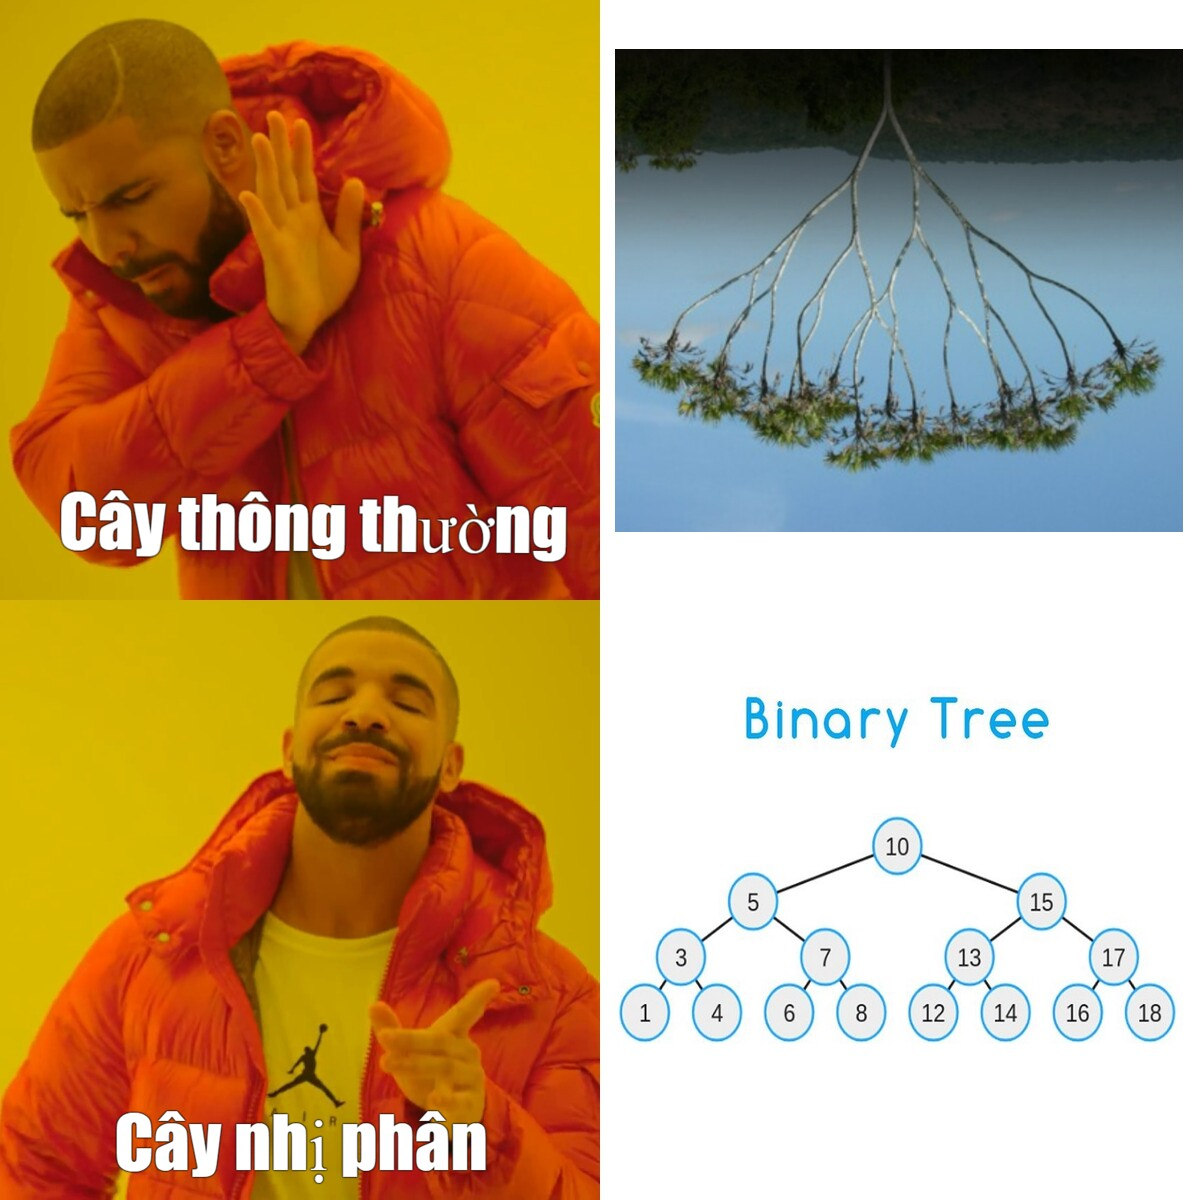 Cây thông thường
Binary Tree
10
5 15
3 7 13 17
1 4 6 8 12 14 16 18
A I R
Cây nhị phân